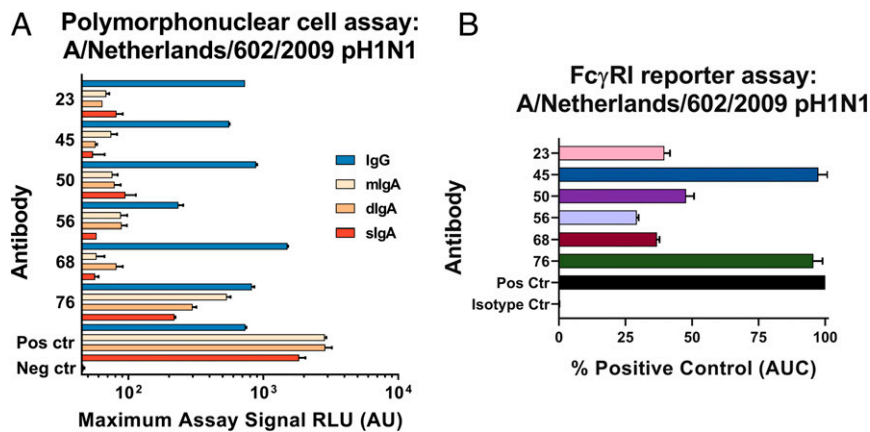 A
Polymorphonuclear cell assay:
A/Netherlands/602/2009 pH1N1
Antibody
23
45
50
56
68
76
Pos ctr
Neg ctr
10²
10³
10⁴
Maximum Assay Signal RLU (AU)
IgG
mIgA
dIgA
sIgA
B
FcγRI reporter assay:
A/Netherlands/602/2009 pH1N1
Antibody
23
45
50
56
68
76
Pos Ctr
Isotype Ctr
0
25
50
75
100
% Positive Control (AUC)